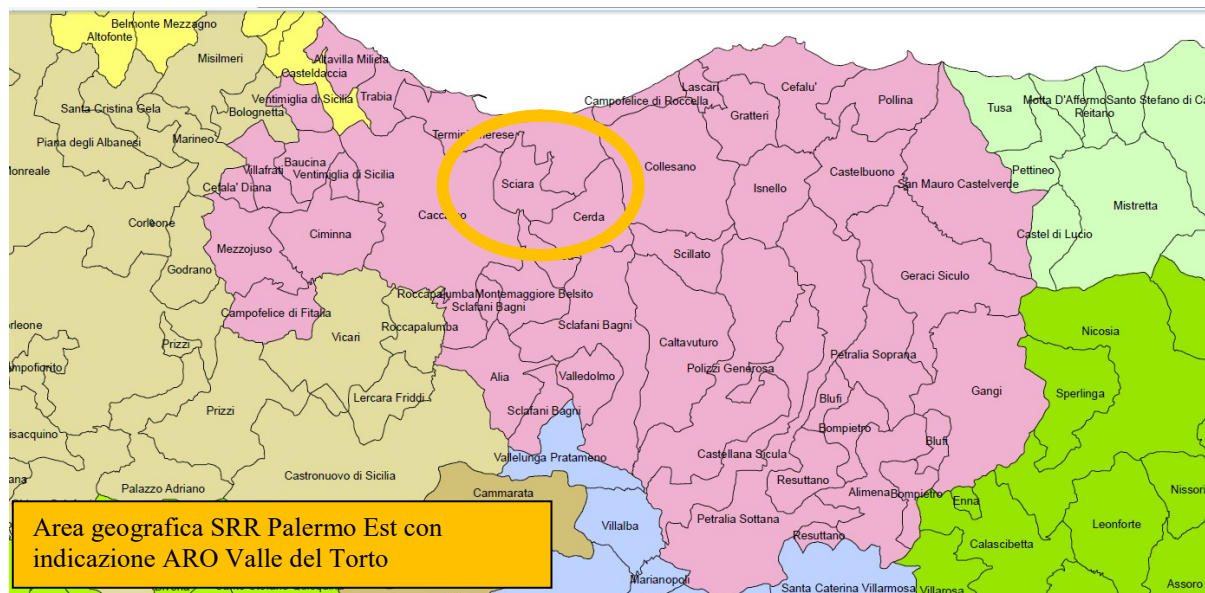 Belmonte Mezzagno
Altofonte
Misilmeri
Altavilla Milicia
Casteldaccia
Trabia
Ventimiglia di Sicilia
Bolognetta
Santa Cristina Gela
Piana degli Albanesi
Marineo
Monreale
Villafrati
Baucina
Ventimiglia di Sicilia
Cefala' Diana
Corleone
Mezzojuso
Ciminna
Godrano
Campofelice di Fitalia
Vicari
Prizzi
Prizzi
Lercara Friddi
Castronuovo di Sicilia
Palazzo Adriano
Caccamo
Sciara
Cerda
Lascari
Campofelice di Roccella
Cefalu'
Pollina
Gratteri
Collesano
Isnello
Castelbuono
San Mauro Castelverde
Tusa
Motta D'Affermo
Reitano
Santo Stefano di Ca
Pettineo
Mistretta
Castel di Lucio
Scillato
Geraci Siculo
Roccapalumba
Montemaggiore Belsito
Sclafani Bagni
Roccapalumba
Sclafani Bagni
Caltavuturo
Polizzi Generosa
Petralia Soprana
Nicosia
Alia
Valledolmo
Sclafani Bagni
Blufi
Gangi
Sperlinga
Bompietro
Blufi
Vallelunga Pratameno
Castellana Sicula
Resuttano
Alimena
Bompietro
Enna
Nissori
Cammarata
Villalba
Petralia Sottana
Resuttano
Leonforte
Calascibetta
Marianopoli
Santa Caterina Villarmosa
Villarosa
Assoro
Area geografica SRR Palermo Est con
indicazione ARO Valle del Torto